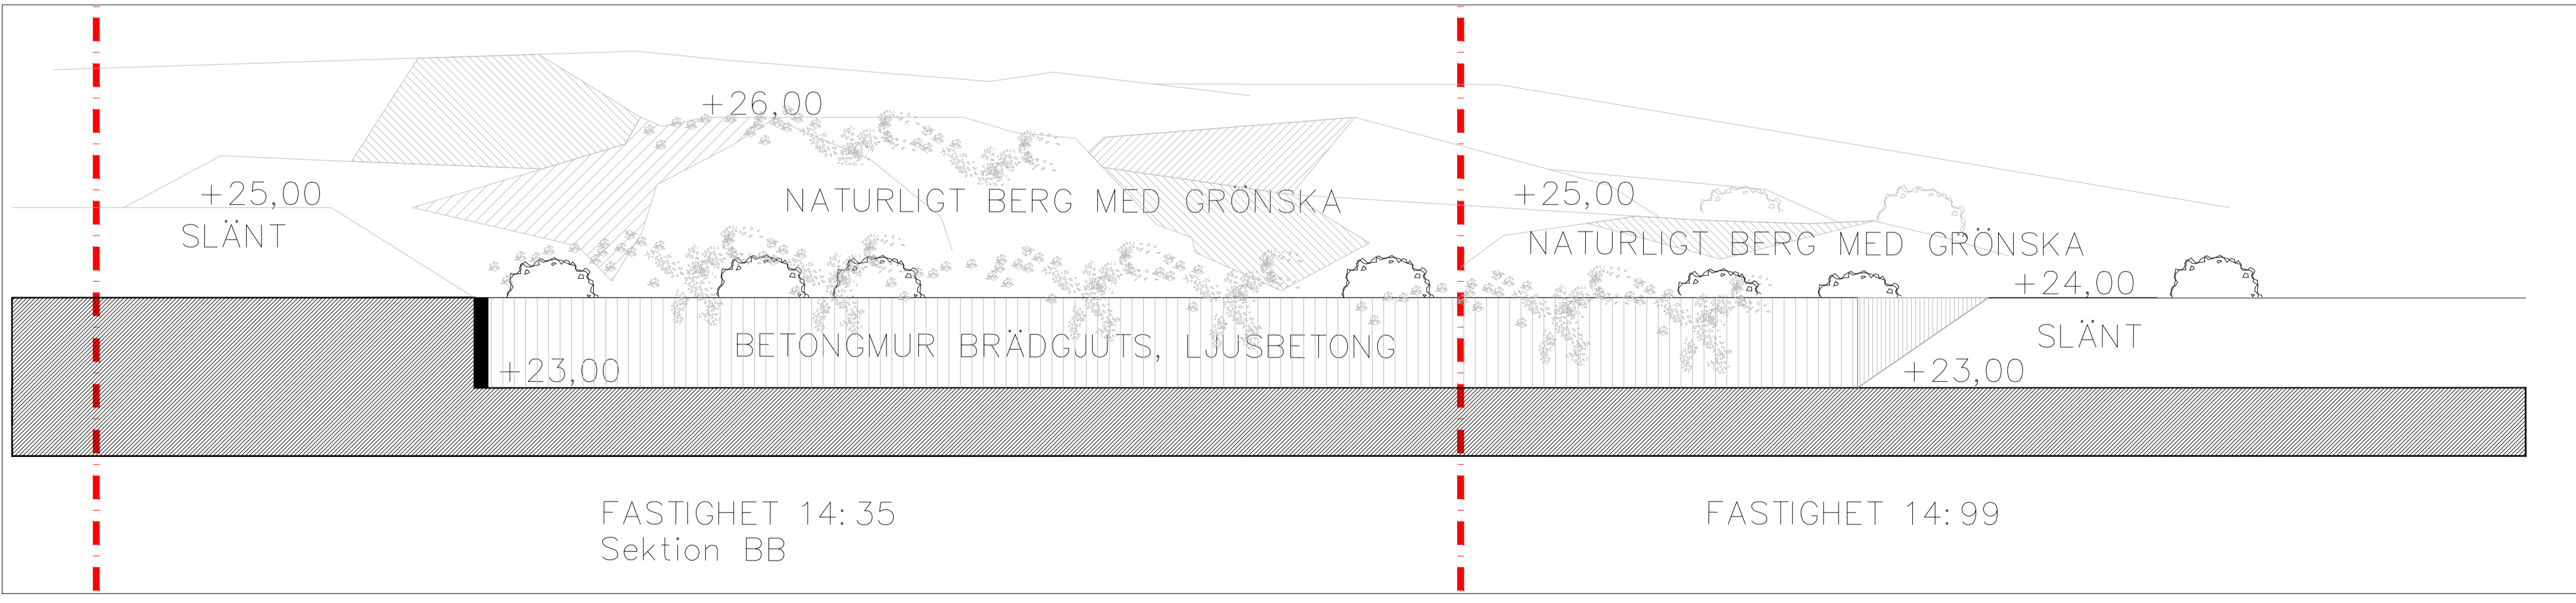 +26,00
+25,00
SLÄNT
NATURLIGT BERG MED GRÖNSKA
+25,00
NATURLIGT BERG MED GRÖNSKA
+24,00
SLÄNT
BETONGMUR BRÄDGJUTS, LJUSBETONG
+23,00
+23,00
FASTIGHET 14:35
Sektion BB
FASTIGHET 14:99